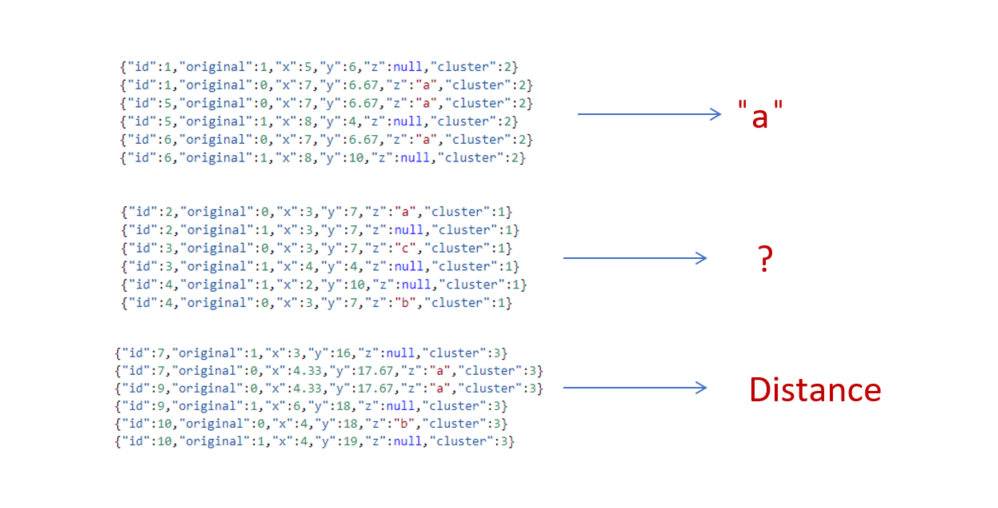 {"id":1,"original":1,"x":5,"y":6,"z":null,"cluster":2}
{"id":1,"original":0,"x":7,"y":6.67,"z":"a","cluster":2}
{"id":5,"original":0,"x":7,"y":6.67,"z":"a","cluster":2}
{"id":5,"original":1,"x":8,"y":4,"z":null,"cluster":2}
{"id":6,"original":0,"x":7,"y":6.67,"z":"a","cluster":2}
{"id":6,"original":1,"x":8,"y":10,"z":null,"cluster":2}
"a"
{"id":2,"original":0,"x":3,"y":7,"z":"a","cluster":1}
{"id":2,"original":1,"x":3,"y":7,"z":null,"cluster":1}
{"id":3,"original":0,"x":3,"y":7,"z":"c","cluster":1}
{"id":3,"original":1,"x":4,"y":4,"z":null,"cluster":1}
{"id":4,"original":1,"x":2,"y":10,"z":null,"cluster":1}
{"id":4,"original":0,"x":3,"y":7,"z":"b","cluster":1}
?
{"id":7,"original":1,"x":3,"y":16,"z":null,"cluster":3}
{"id":7,"original":0,"x":4.33,"y":17.67,"z":"a","cluster":3}
{"id":9,"original":0,"x":4.33,"y":17.67,"z":"a","cluster":3}
{"id":9,"original":1,"x":6,"y":18,"z":null,"cluster":3}
{"id":10,"original":0,"x":4,"y":18,"z":"b","cluster":3}
{"id":10,"original":1,"x":4,"y":19,"z":null,"cluster":3}
Distance